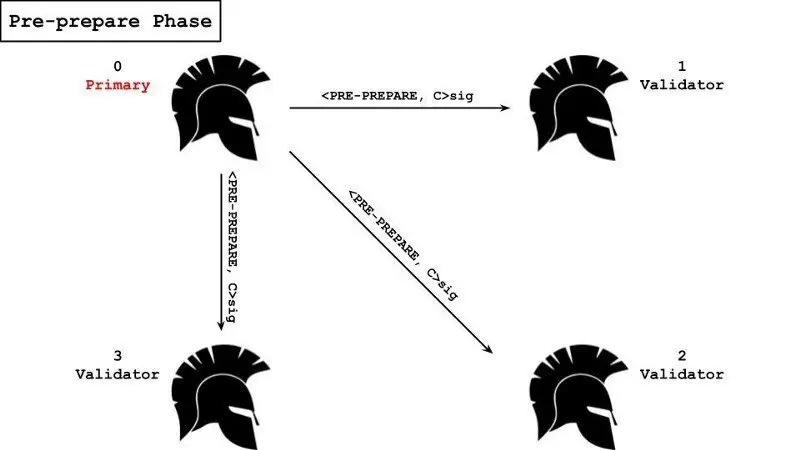 Pre-prepare Phase
0
Primary
<PRE-PREPARE, C>sig
1
Validator
<PRE-PREPARE, C>sig
<PRE-PREPARE, C>sig
3
Validator
2
Validator